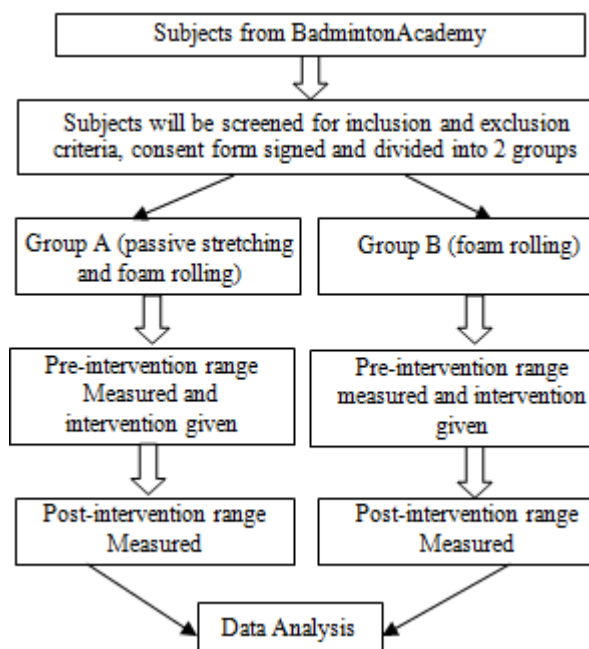 Subjects from BadmintonAcademy
Subjects will be screened for inclusion and exclusion
criteria, consent form signed and divided into 2 groups
Group A (passive stretching
and foam rolling)
Group B (foam rolling)
Pre-intervention range
Measured and
intervention given
Pre-intervention range
measured and intervention
given
Post-intervention range
Measured
Post-intervention range
Measured
Data Analysis